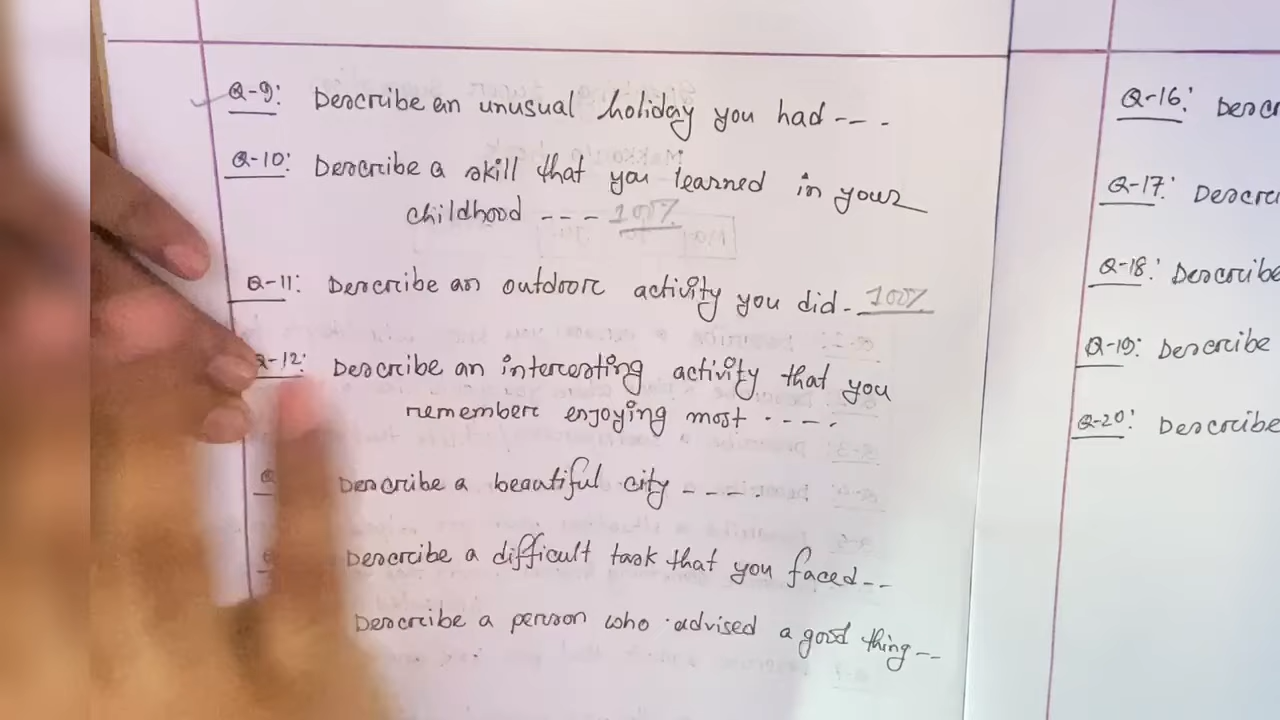 Q-9: Describe an unusual holiday you had ---.
Q-10: Describe a skill that you learned in your
childhood --- 100%
Q-11: Describe an outdoor activity you did. 100%
Q-12: Describe an interesting activity that you
remember enjoying most ----.
Describe a beautiful city ----.
Describe a difficult task that you faced --
Describe a person who advised a good thing --
Q-16:
Q-17:
Q-18: Describe
Q-19: Describe
Q-20: Describe